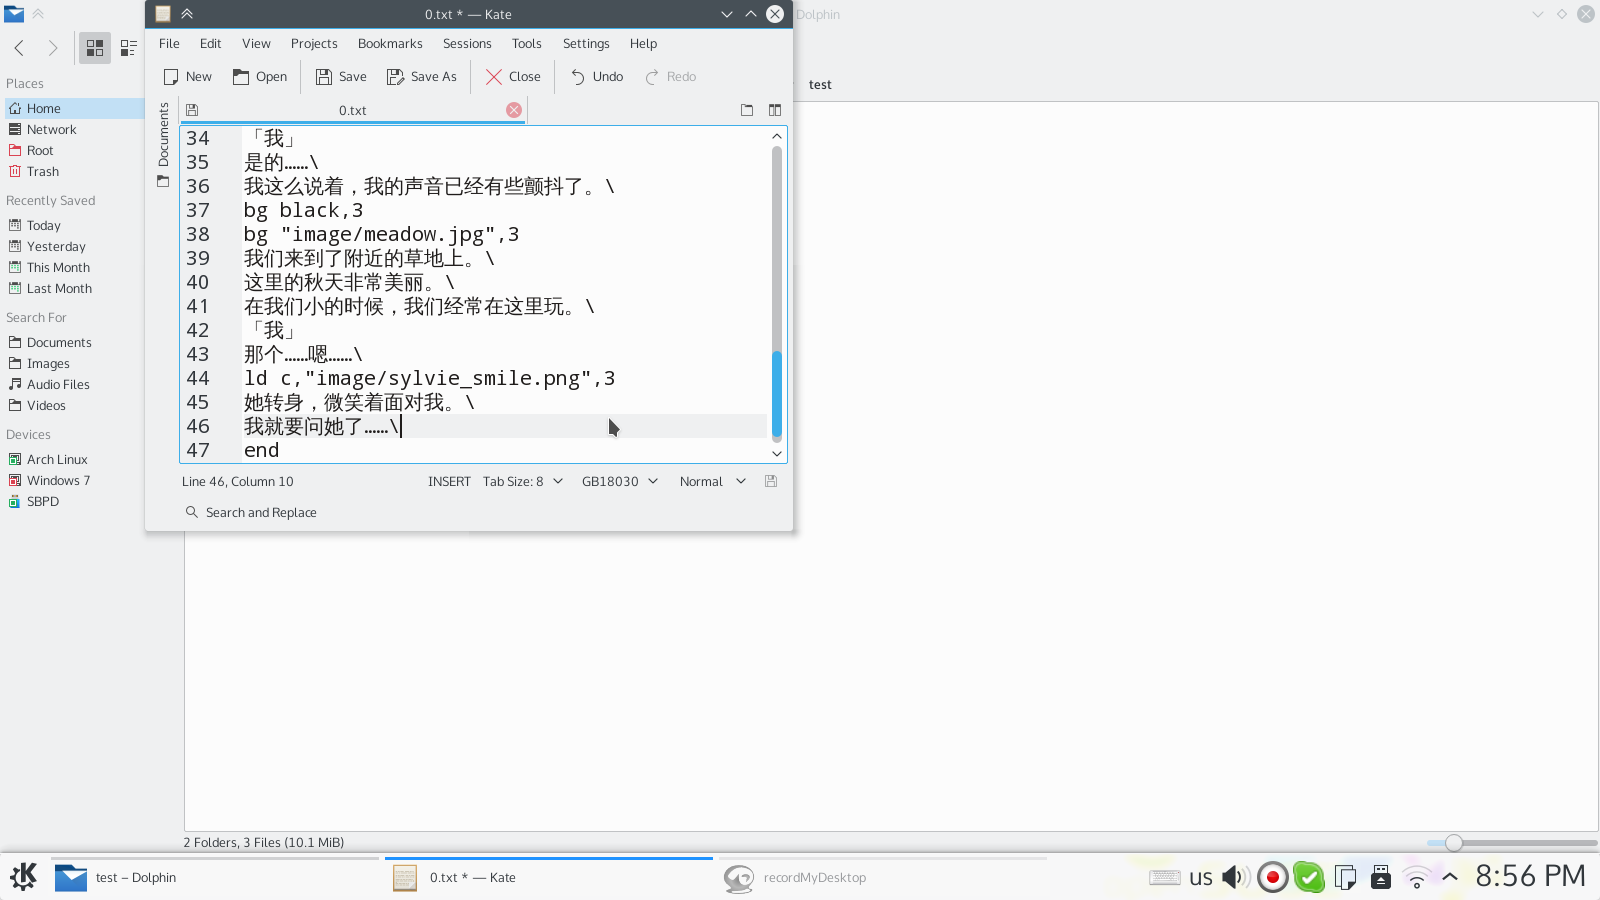 0.txt * — Kate
Dolphin
File Edit View Projects Bookmarks Sessions Tools Settings Help
New Open Save Save As Close Undo Redo
test
Places
Home
Network
Root
Trash
Recently Saved
Today
Yesterday
This Month
Last Month
Search For
Documents
Images
Audio Files
Videos
Devices
Arch Linux
Windows 7
SBPD
Documents
0.txt
34 「我」
35 是的……\
36 我这么说着，我的声音已经有些颤抖了。\
37 bg black,3
38 bg "image/meadow.jpg",3
39 我们来到了附近的草地上。\
40 这里的秋天非常美丽。\
41 在我们小的时候，我们经常在这里玩。\
42 「我」
43 那个……嗯……\
44 ld c,"image/sylvie_smile.png",3
45 她转身，微笑着面对我。\
46 我就要问她了……\
47 end
Line 46, Column 10 INSERT Tab Size: 8 GB18030 Normal
Search and Replace
2 Folders, 3 Files (10.1 MiB)
test – Dolphin
0.txt * — Kate
recordMyDesktop
us
8:56 PM